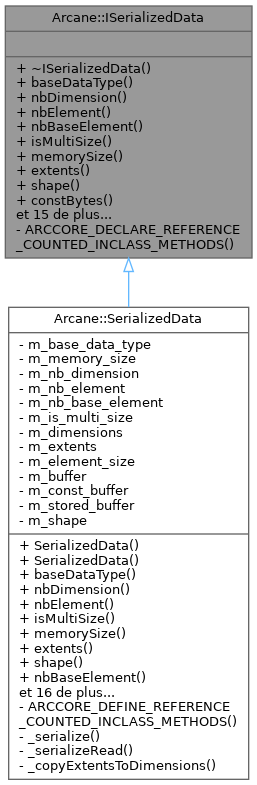 Arcane::ISerializedData
+ ~ISerializedData()
+ baseDataType()
+ nbDimension()
+ nbElement()
+ nbBaseElement()
+ isMultiSize()
+ memorySize()
+ extents()
+ shape()
+ constBytes()
et 15 de plus...
- ARCCORE_DECLARE_REFERENCE
_COUNTED_INCLASS_METHODS()
Arcane::SerializedData
- m_base_data_type
- m_memory_size
- m_nb_dimension
- m_nb_element
- m_nb_base_element
- m_is_multi_size
- m_dimensions
- m_extents
- m_element_size
- m_buffer
- m_const_buffer
- m_stored_buffer
- m_shape
+ SerializedData()
+ SerializedData()
+ baseDataType()
+ nbDimension()
+ nbElement()
+ isMultiSize()
+ memorySize()
+ extents()
+ shape()
+ nbBaseElement()
et 16 de plus...
- ARCCORE_DEFINE_REFERENCE
_COUNTED_INCLASS_METHODS()
- _serialize()
- _serializeRead()
- _copyExtentsToDimensions()